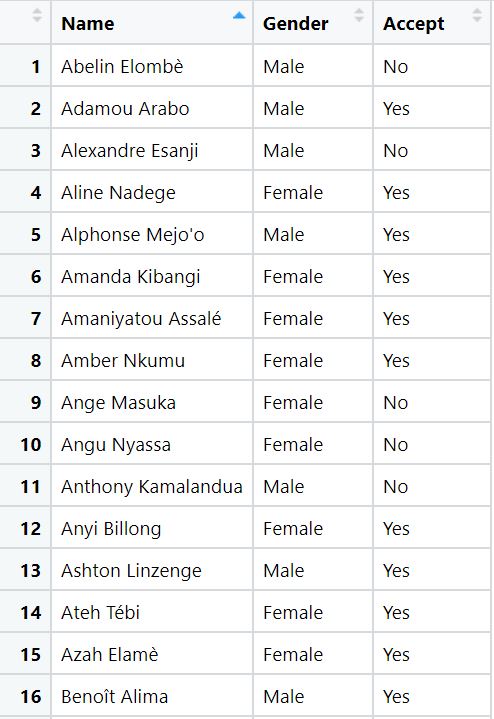 Name Gender Accept
1 Abelin Elombè Male No
2 Adamou Arabo Male Yes
3 Alexandre Esanji Male No
4 Aline Nadege Female Yes
5 Alphonse Mejo'o Male Yes
6 Amanda Kibangi Female Yes
7 Amaniyatou Assalé Female Yes
8 Amber Nkumu Female Yes
9 Ange Masuka Female No
10 Angu Nyassa Female No
11 Anthony Kamalandua Male No
12 Anyi Billong Female Yes
13 Ashton Linzenge Male Yes
14 Ateh Tébi Female Yes
15 Azah Elamè Female Yes
16 Benoît Alima Male Yes